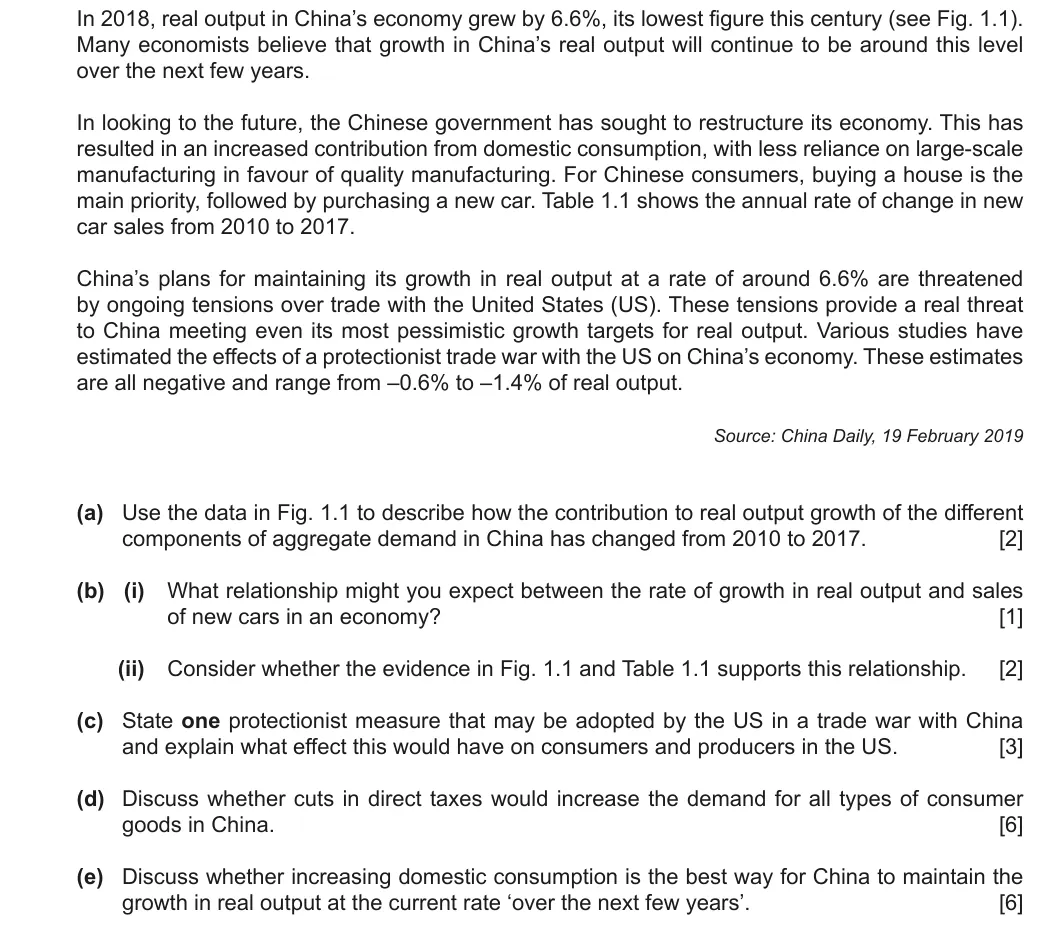 In 2018, real output in China’s economy grew by 6.6%, its lowest figure this century (see Fig. 1.1).
Many economists believe that growth in China’s real output will continue to be around this level
over the next few years.
In looking to the future, the Chinese government has sought to restructure its economy. This has
resulted in an increased contribution from domestic consumption, with less reliance on large-scale
manufacturing in favour of quality manufacturing. For Chinese consumers, buying a house is the
main priority, followed by purchasing a new car. Table 1.1 shows the annual rate of change in new
car sales from 2010 to 2017.
China’s plans for maintaining its growth in real output at a rate of around 6.6% are threatened
by ongoing tensions over trade with the United States (US). These tensions provide a real threat
to China meeting even its most pessimistic growth targets for real output. Various studies have
estimated the effects of a protectionist trade war with the US on China’s economy. These estimates
are all negative and range from –0.6% to –1.4% of real output.
Source: China Daily, 19 February 2019
(a) Use the data in Fig. 1.1 to describe how the contribution to real output growth of the different
components of aggregate demand in China has changed from 2010 to 2017. [2]
(b) (i) What relationship might you expect between the rate of growth in real output and sales
of new cars in an economy? [1]
(ii) Consider whether the evidence in Fig. 1.1 and Table 1.1 supports this relationship. [2]
(c) State one protectionist measure that may be adopted by the US in a trade war with China
and explain what effect this would have on consumers and producers in the US. [3]
(d) Discuss whether cuts in direct taxes would increase the demand for all types of consumer
goods in China. [6]
(e) Discuss whether increasing domestic consumption is the best way for China to maintain the
growth in real output at the current rate ‘over the next few years’. [6]